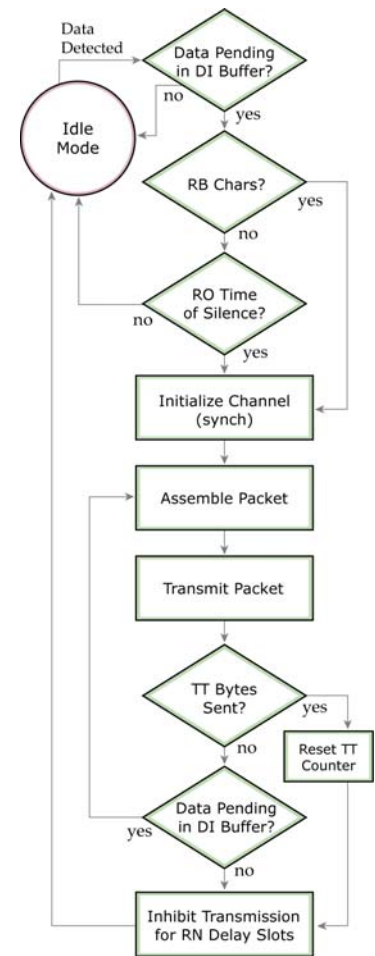 Data
Detected
Data Pending
in DI Buffer?
no
yes
Idle
Mode
RB Chars?
yes
no
RO Time
of Silence?
no
yes
Initialize Channel
(synch)
Assemble Packet
Transmit Packet
TT Bytes
Sent?
yes
no
Reset TT
Counter
Data Pending
in DI Buffer?
yes
no
Inhibit Transmission
for RN Delay Slots